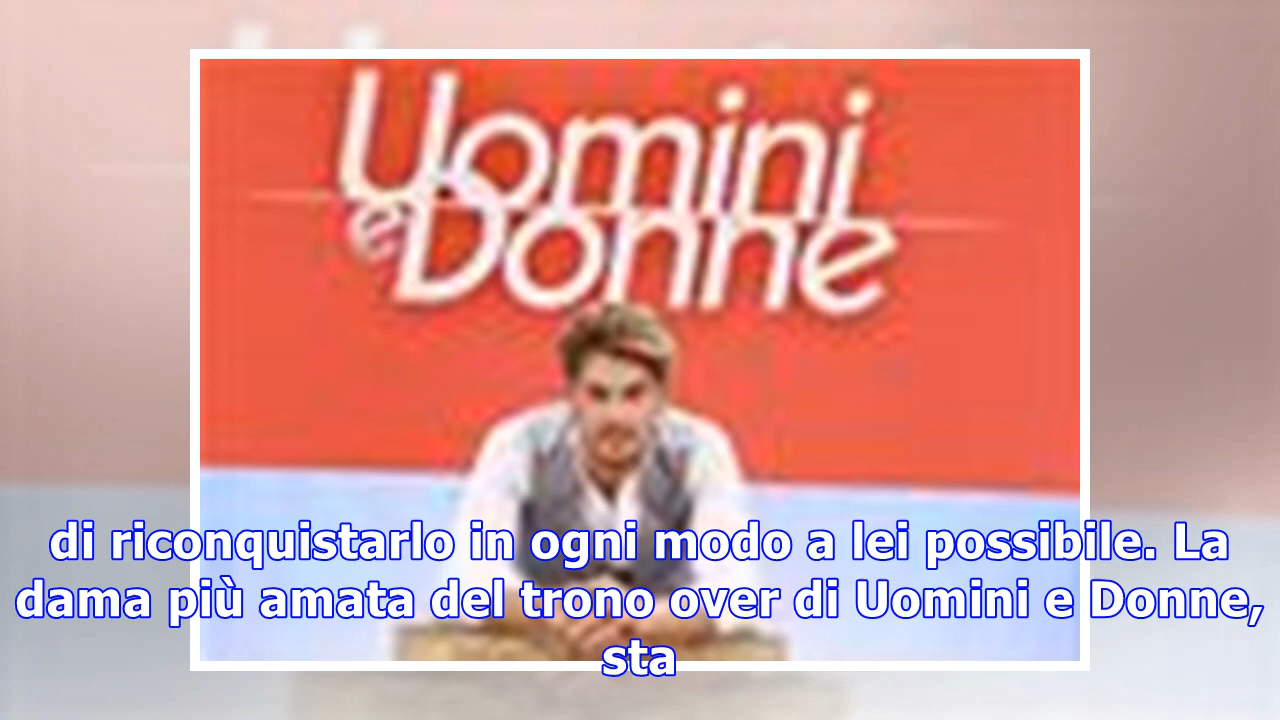 Uomini
e Donne
di riconquistarlo in ogni modo a lei possibile. La
dama più amata del trono over di Uomini e Donne,
sta